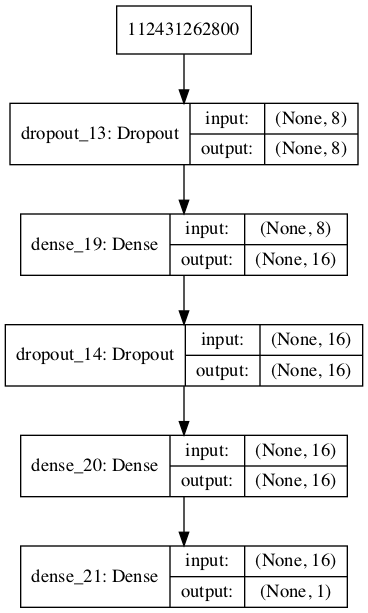 112431262800
dropout_13: Dropout
input: (None, 8)
output: (None, 8)
dense_19: Dense
input: (None, 8)
output: (None, 16)
dropout_14: Dropout
input: (None, 16)
output: (None, 16)
dense_20: Dense
input: (None, 16)
output: (None, 16)
dense_21: Dense
input: (None, 16)
output: (None, 1)